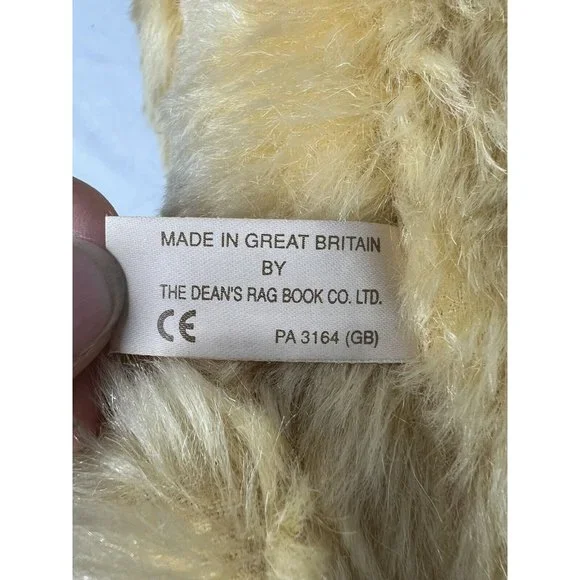 MADE IN GREAT BRITAIN
BY
THE DEAN'S RAG BOOK CO. LTD.
CE PA 3164 (GB)